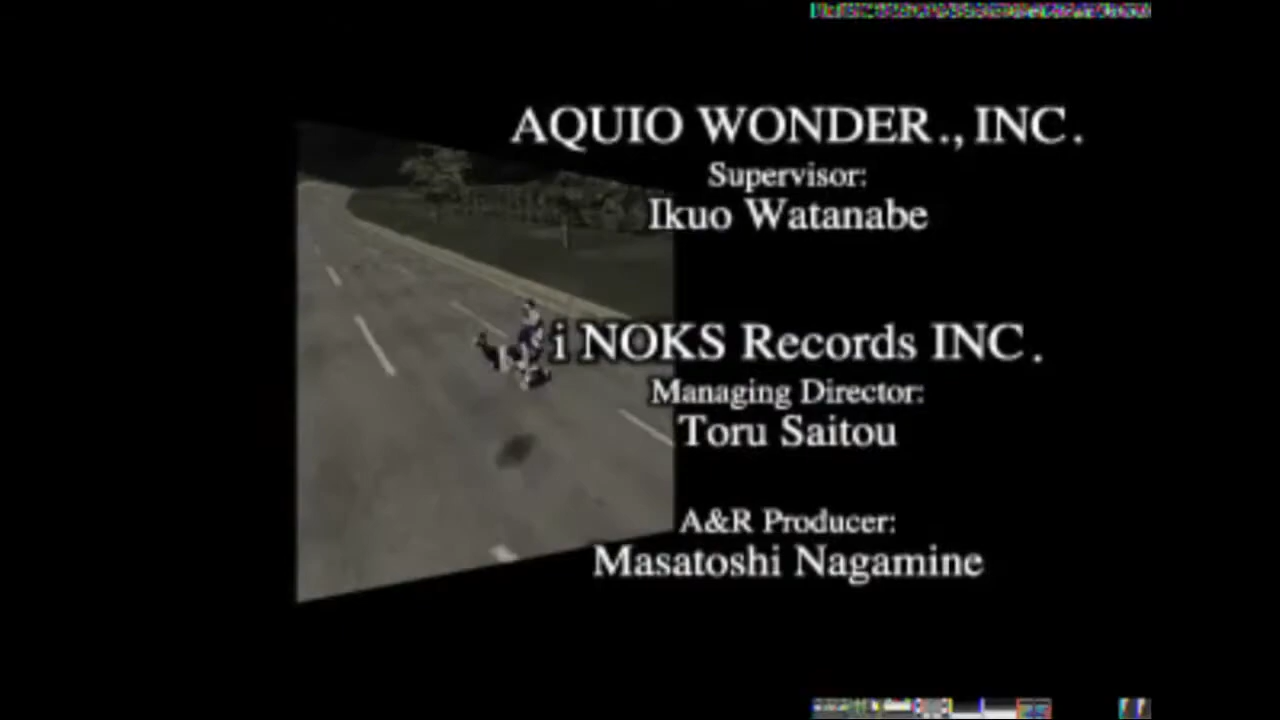 AQUIO WONDER., INC.
Supervisor:
Ikuo Watanabe
i NOKS Records INC.
Managing Director:
Toru Saitou
A&R Producer:
Masatoshi Nagamine